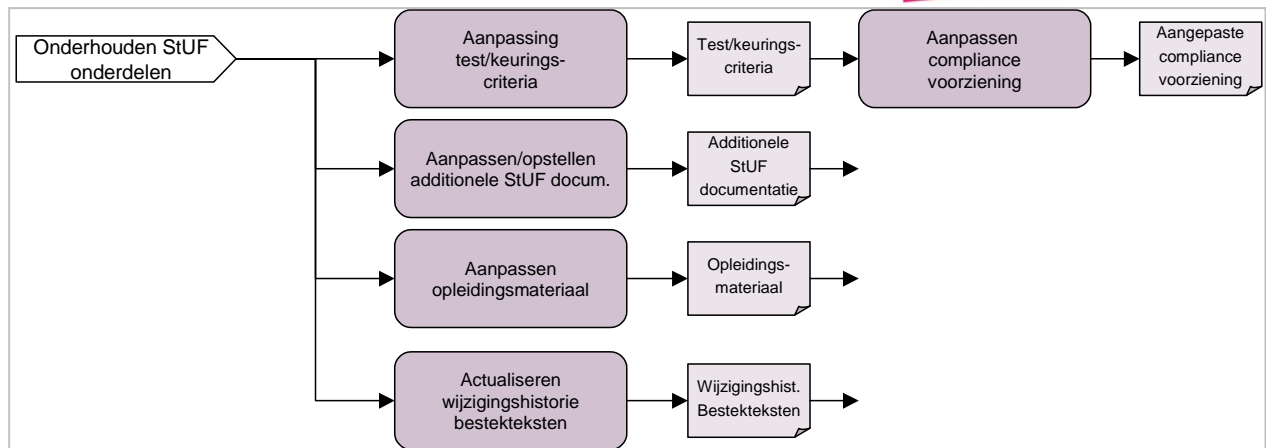 Onderhouden StUF
onderdelen
Aanpassing
test/keurings-
criteria
Test/keurings-
criteria
Aanpassen
compliance
voorziening
Aangepaste
compliance
voorziening
Aanpassen/opstellen
additionele StUF docum.
Additionele
StUF
documentatie
Aanpassen
opleidingsmateriaal
Opleidings-
materiaal
Actualiseren
wijzigingshistorie
bestekteksten
Wijzigingshist.
Bestekteksten